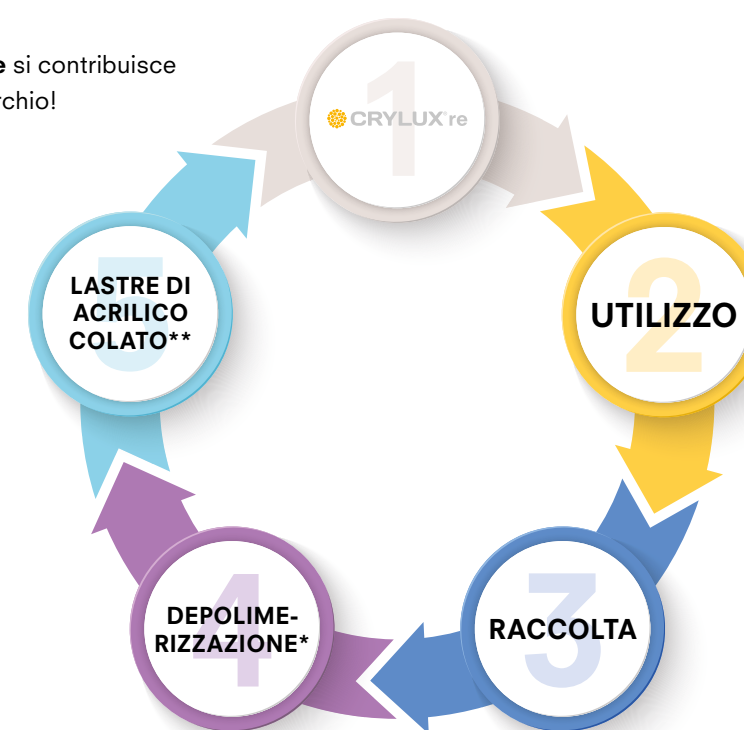 e si contribuisce
rchio!
1
CRYLUX® re
2
UTILIZZO
3
RACCOLTA
4
DEPOLIME-
RIZZAZIONE*
5
LASTRE DI
ACRILICO
COLATO**